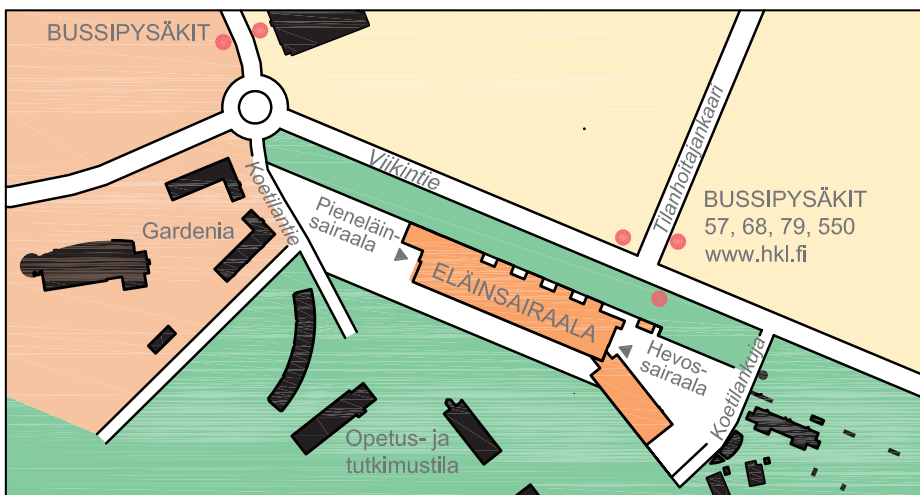 BUSSIPYSÄKIT
Viikintie
Tilanhoitajankaari
Koetilantie
Pieneläin-
sairaala
BUSSIPYSÄKIT
57, 68, 79, 550
www.hkl.fi
Gardenia
ELÄINSAIRAALA
Hevos-
sairaala
Koetilankuja
Opetus- ja
tutkimustila